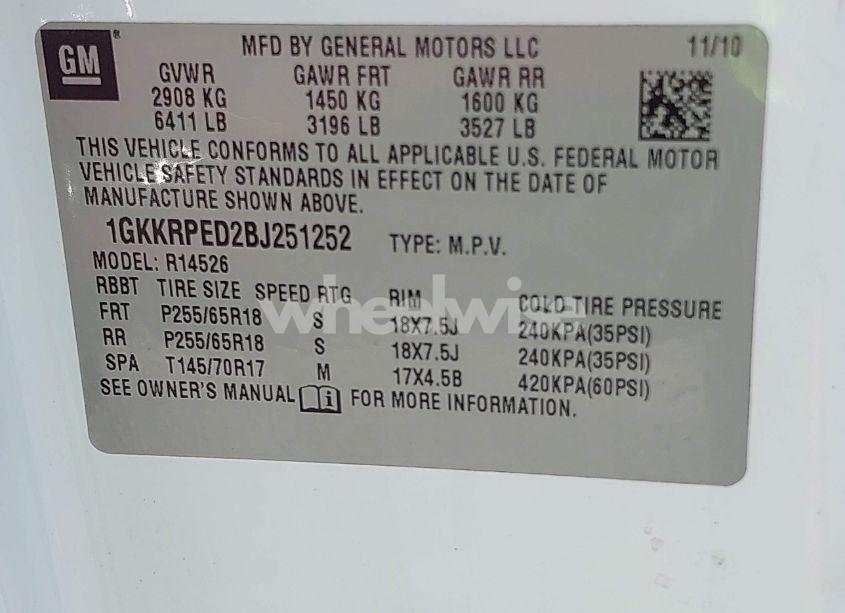 GM ® MFD BY GENERAL MOTORS LLC 11/10
GVWR GAWR FRT GAWR RR
2908 KG 1450 KG 1600 KG
6411 LB 3196 LB 3527 LB
THIS VEHICLE CONFORMS TO ALL APPLICABLE U.S. FEDERAL MOTOR
VEHICLE SAFETY STANDARDS IN EFFECT ON THE DATE OF
MANUFACTURE SHOWN ABOVE.
1GKKRPED2BJ251252 TYPE: M.P.V.
MODEL: R14526
RBBT TIRE SIZE SPEED RTG RIM COLD TIRE PRESSURE
FRT P255/65R18 S 18X7.5J 240KPA(35PSI)
RR P255/65R18 S 18X7.5J 240KPA(35PSI)
SPA T145/70R17 M 17X4.5B 420KPA(60PSI)
SEE OWNER'S MANUAL i FOR MORE INFORMATION.
wheelwise